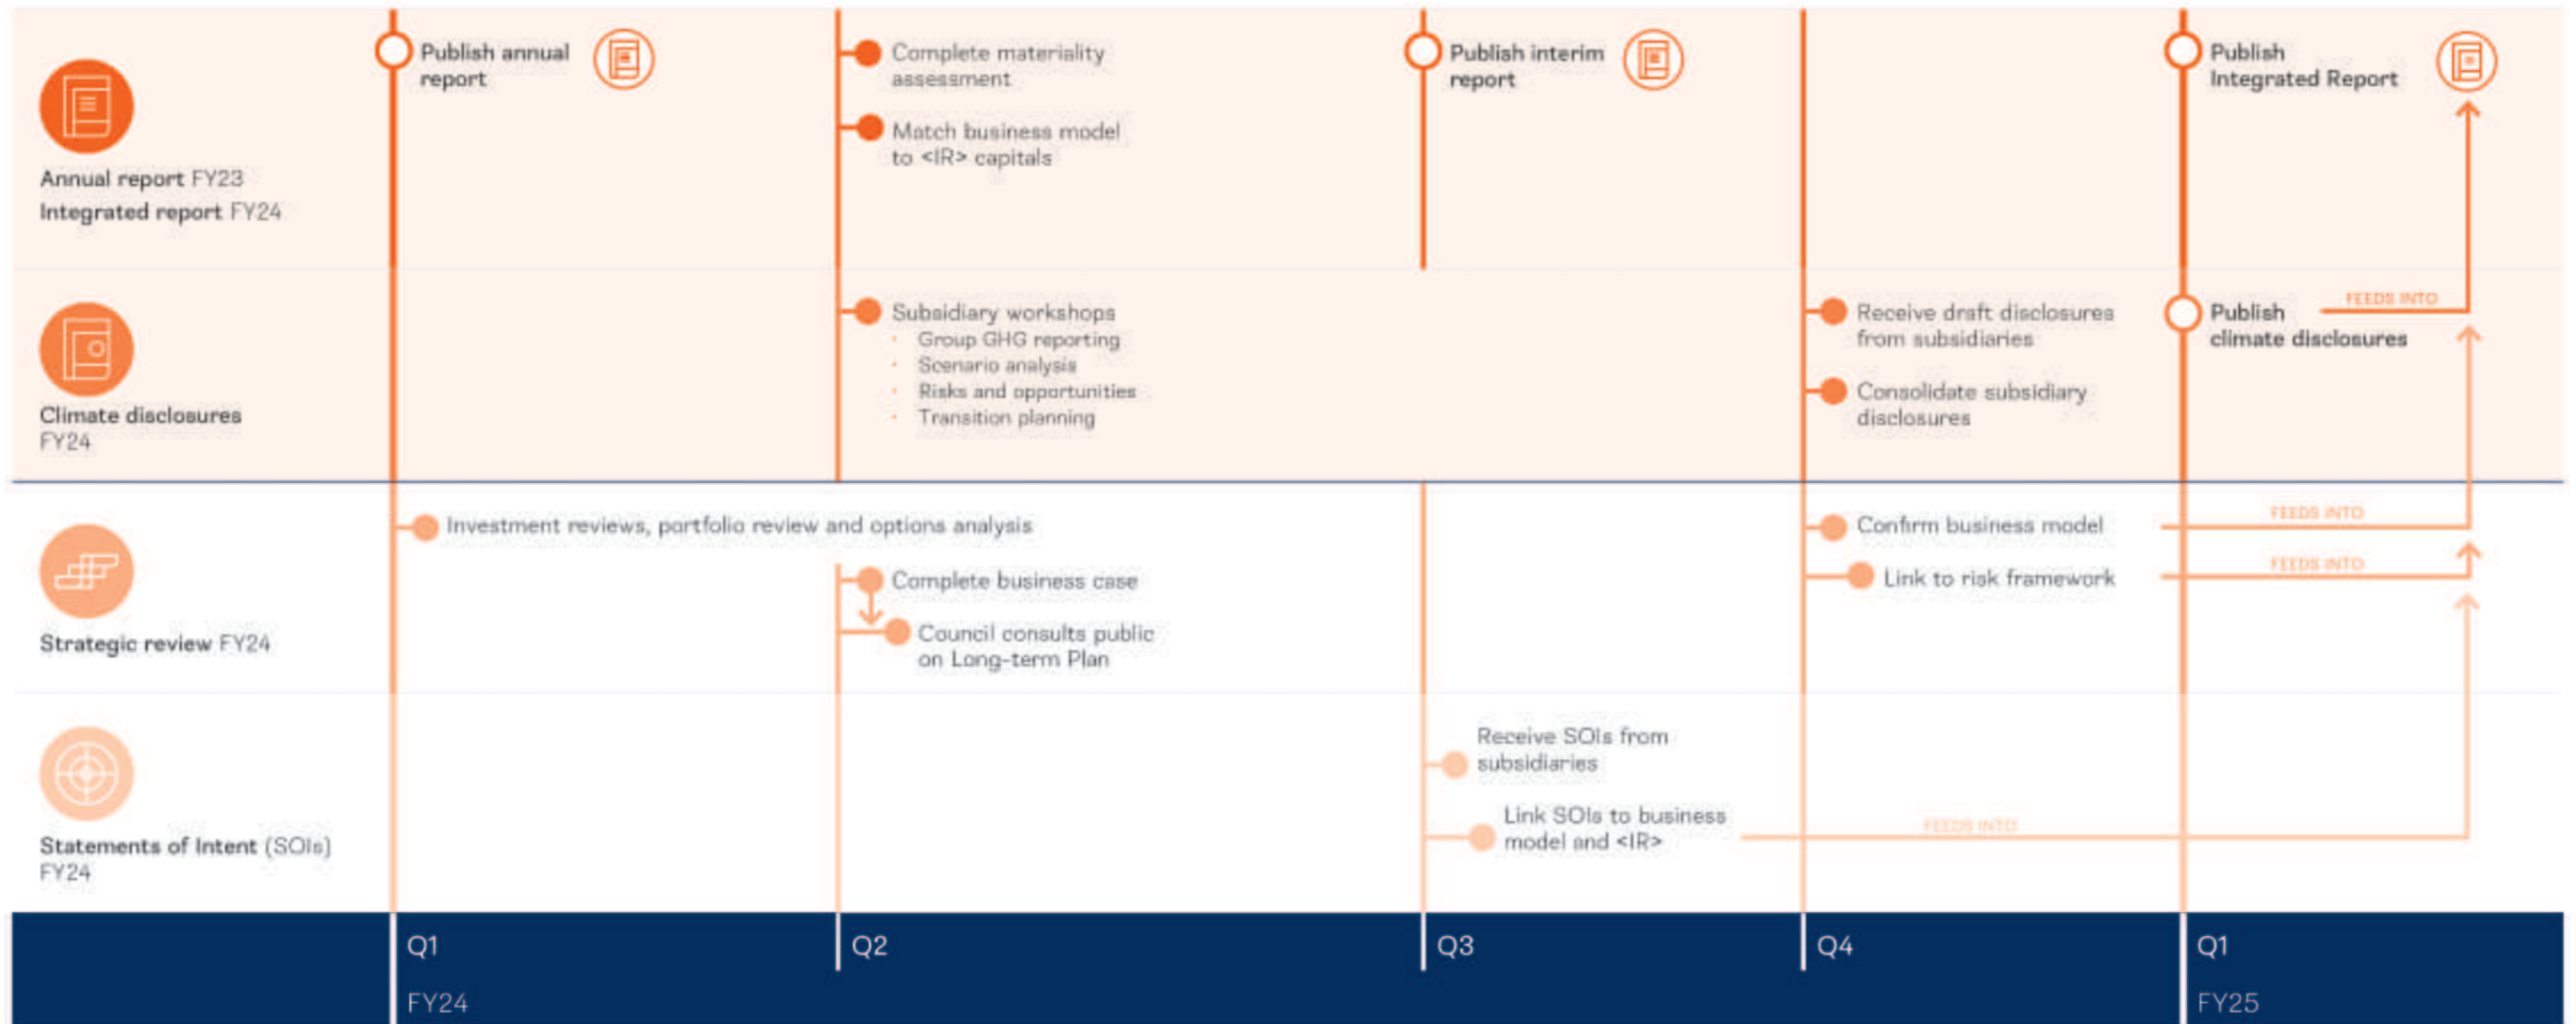 Publish annual
report
Complete materiality
assessment
Match business model
to <IR> capitals
Publish interim
report
Publish
Integrated Report
Annual report FY23
Integrated report FY24
Subsidiary workshops
· Group GHG reporting
· Scenario analysis
· Risks and opportunities
· Transition planning
Receive draft disclosures
from subsidiaries
Consolidate subsidiary
disclosures
Publish
climate disclosures
FEEDS INTO
Climate disclosures
FY24
Investment reviews, portfolio review and options analysis
Complete business case
Council consults public
on Long-term Plan
Confirm business model
FEEDS INTO
Link to risk framework
FEEDS INTO
Strategic review FY24
Receive SOIs from
subsidiaries
Link SOIs to business
model and <IR>
FEEDS INTO
Statements of Intent (SOIs)
FY24
Q1
Q2
Q3
Q4
Q1
FY24
FY25